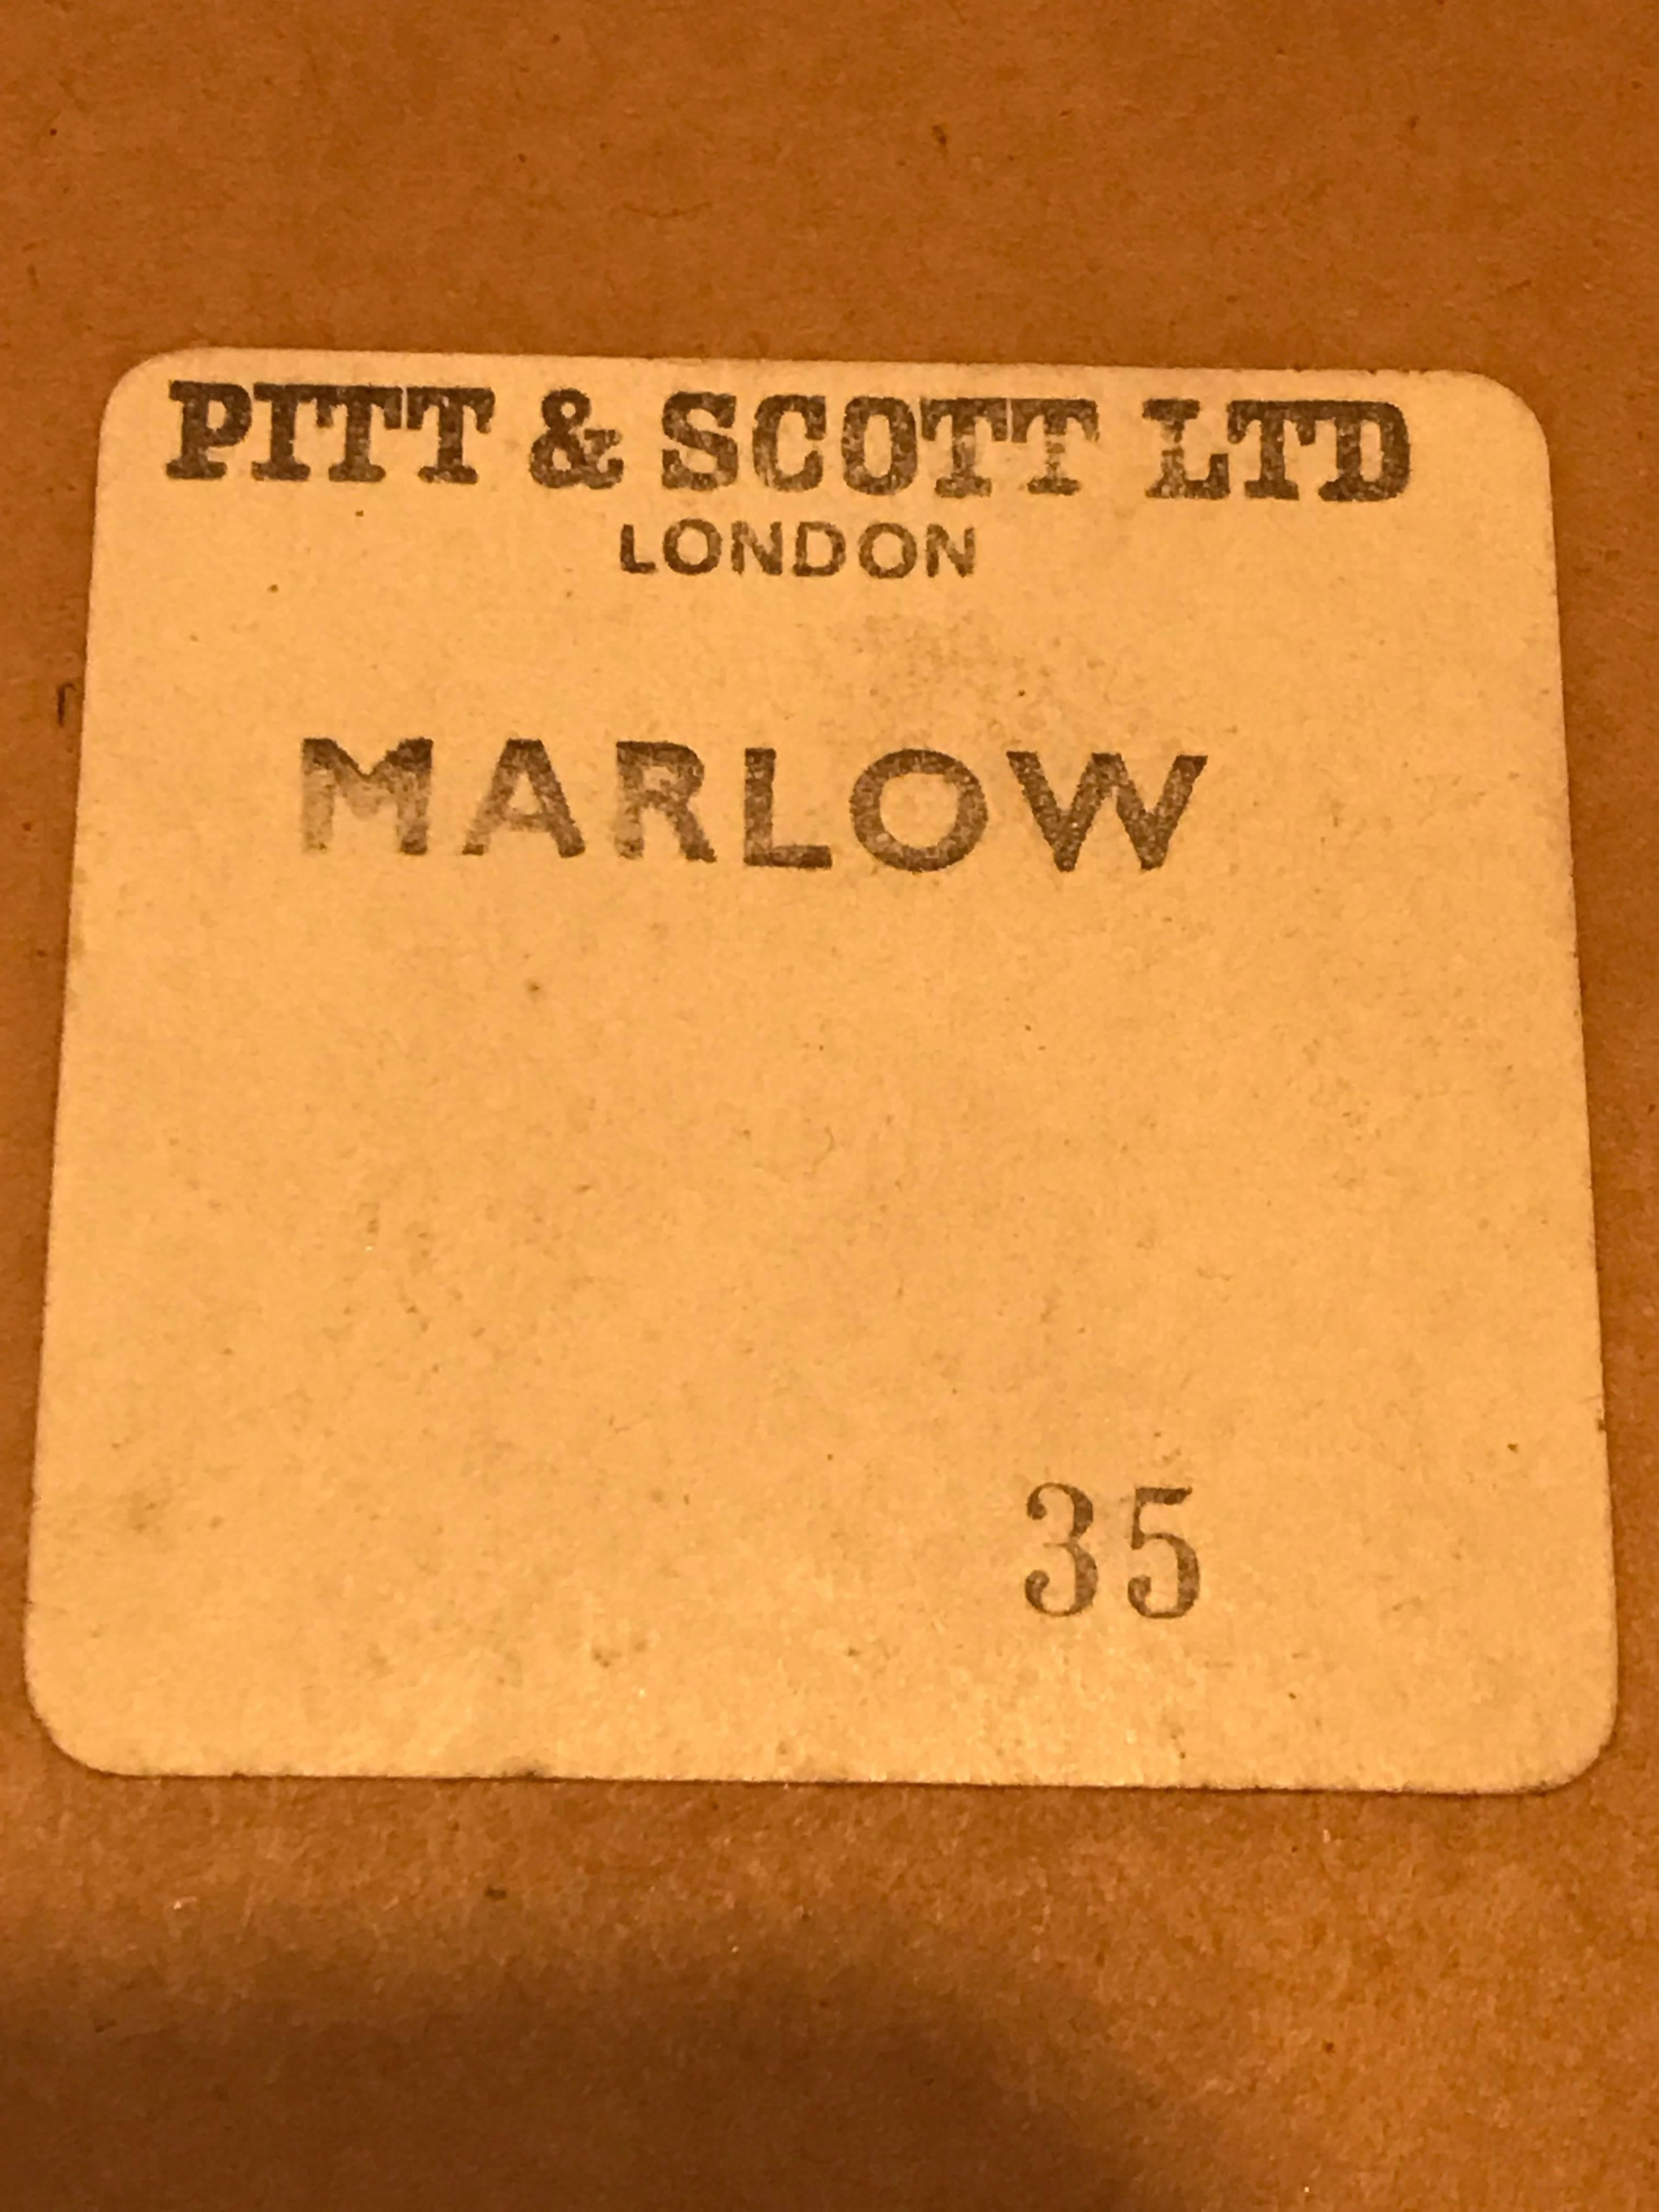 PITT & SCOTT LTD
LONDON
MARLOW
35